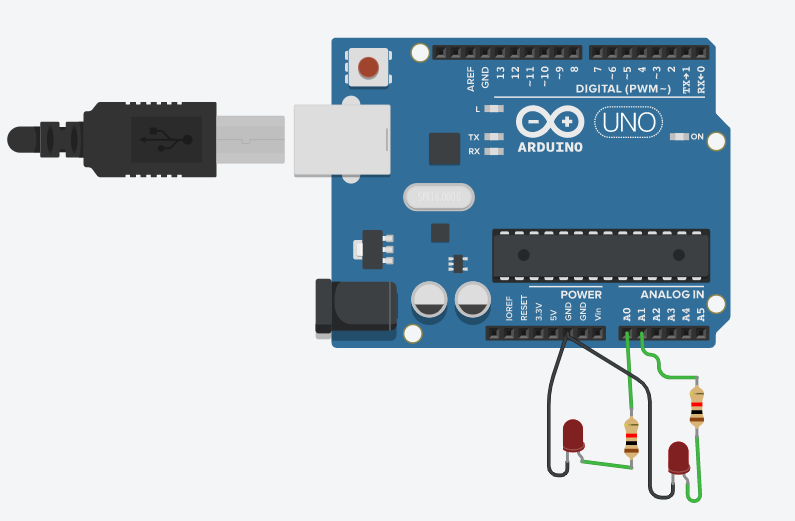 AREF
GND
13
12
~11
~10
~9
8
7
~6
~5
4
~3
2
TX→1
RX←0
DIGITAL (PWM~)
L
TX
RX
ARDUINO
UNO
ON
POWER
ANALOG IN
IOREF
RESET
3.3V
5V
GND
GND
Vin
A0
A1
A2
A3
A4
A5